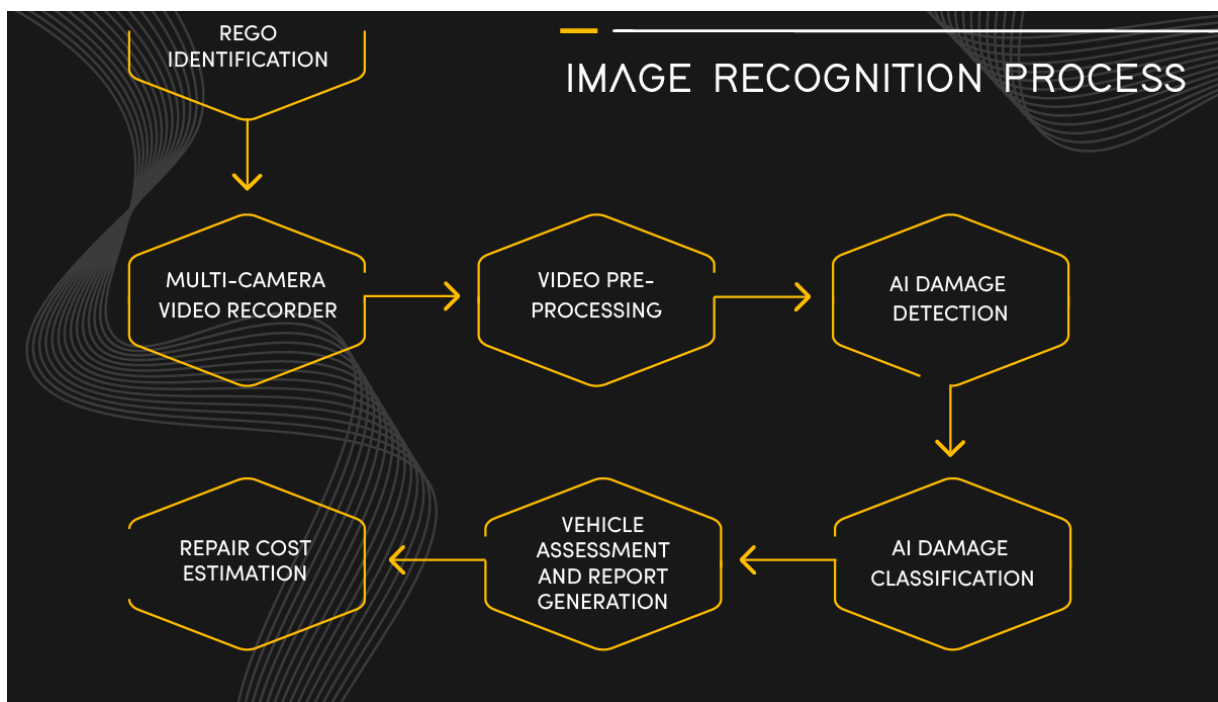 REGO
IDENTIFICATION
IMAGE RECOGNITION PROCESS
MULTI-CAMERA
VIDEO RECORDER
VIDEO PRE-
PROCESSING
AI DAMAGE
DETECTION
REPAIR COST
ESTIMATION
VEHICLE
ASSESSMENT
AND REPORT
GENERATION
AI DAMAGE
CLASSIFICATION